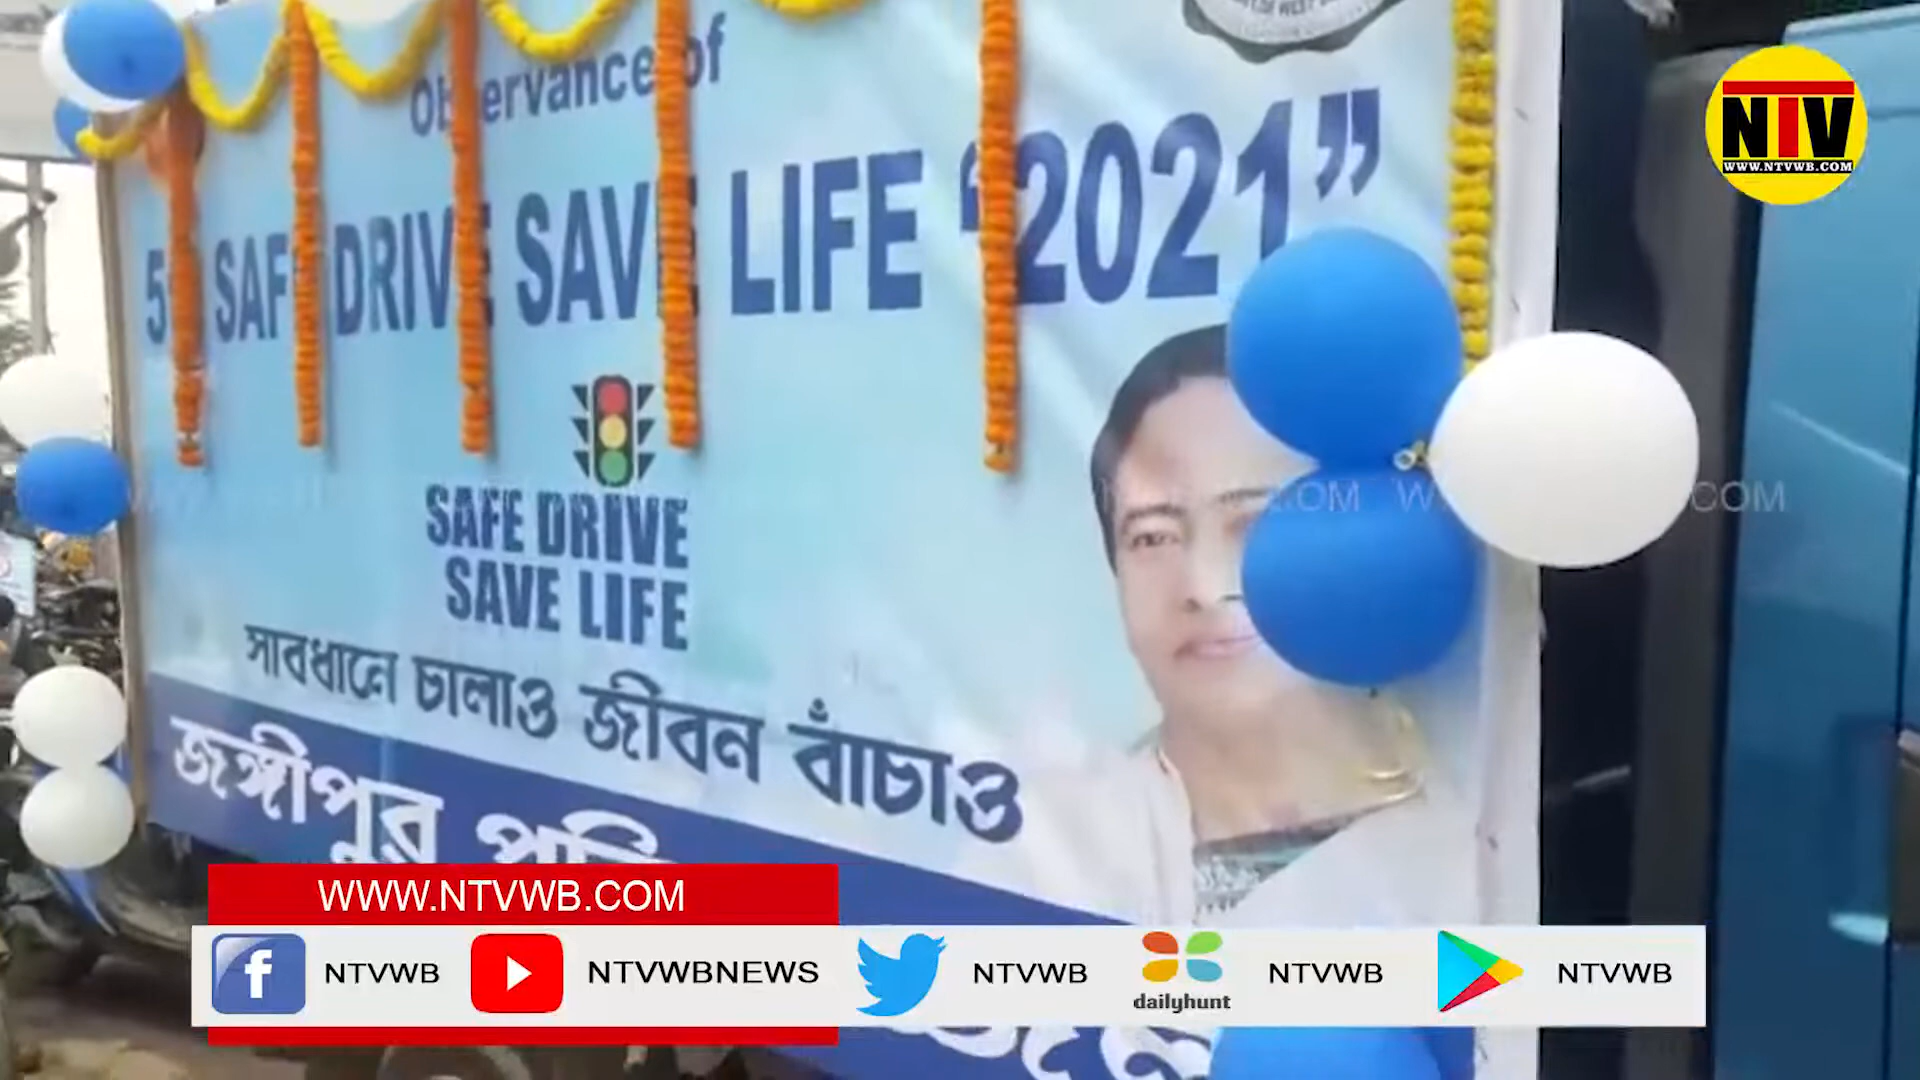 Observance of
SAFE DRIVE SAVE LIFE “2021”
SAFE DRIVE
SAVE LIFE
সাবধানে চালাও জীবন বাঁচাও
জঙ্গীপুর
NTV
WWW.NTVWB.COM
WWW.NTVWB.COM
NTVWB
NTVWBNEWS
NTVWB
dailyhunt
NTVWB
NTVWB